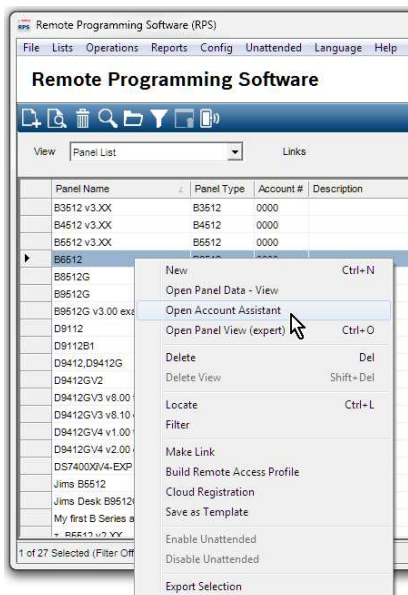 RPS Remote Programming Software (RPS)
File Lists Operations Reports Config Unattended Language Help
Remote Programming Software
View Panel List Links
Panel Name Panel Type Account # Description
B3512 v3.XX B3512 0000
B4512 v3.XX B4512 0000
B5512 v3.XX B5512 0000
B6512
B8512G
B9512G
B9512G v3.00 exa
D9112
D9112B1
D9412,D9412G
D9412GV2
D9412GV3 v8.00
D9412GV3 v8.10
D9412GV4 v1.00
D9412GV4 v2.00
DS7400XiV4-EXP
Jims B5512
Jims Desk B9512
My first B Series a
z B5512 v2.XX
New Ctrl+N
Open Panel Data - View
Open Account Assistant
Open Panel View (expert) Ctrl+O
Delete Del
Delete View Shift+Del
Locate Ctrl+L
Filter
Make Link
Build Remote Access Profile
Cloud Registration
Save as Template
Enable Unattended
Disable Unattended
Export Selection
1 of 27 Selected (Filter Off